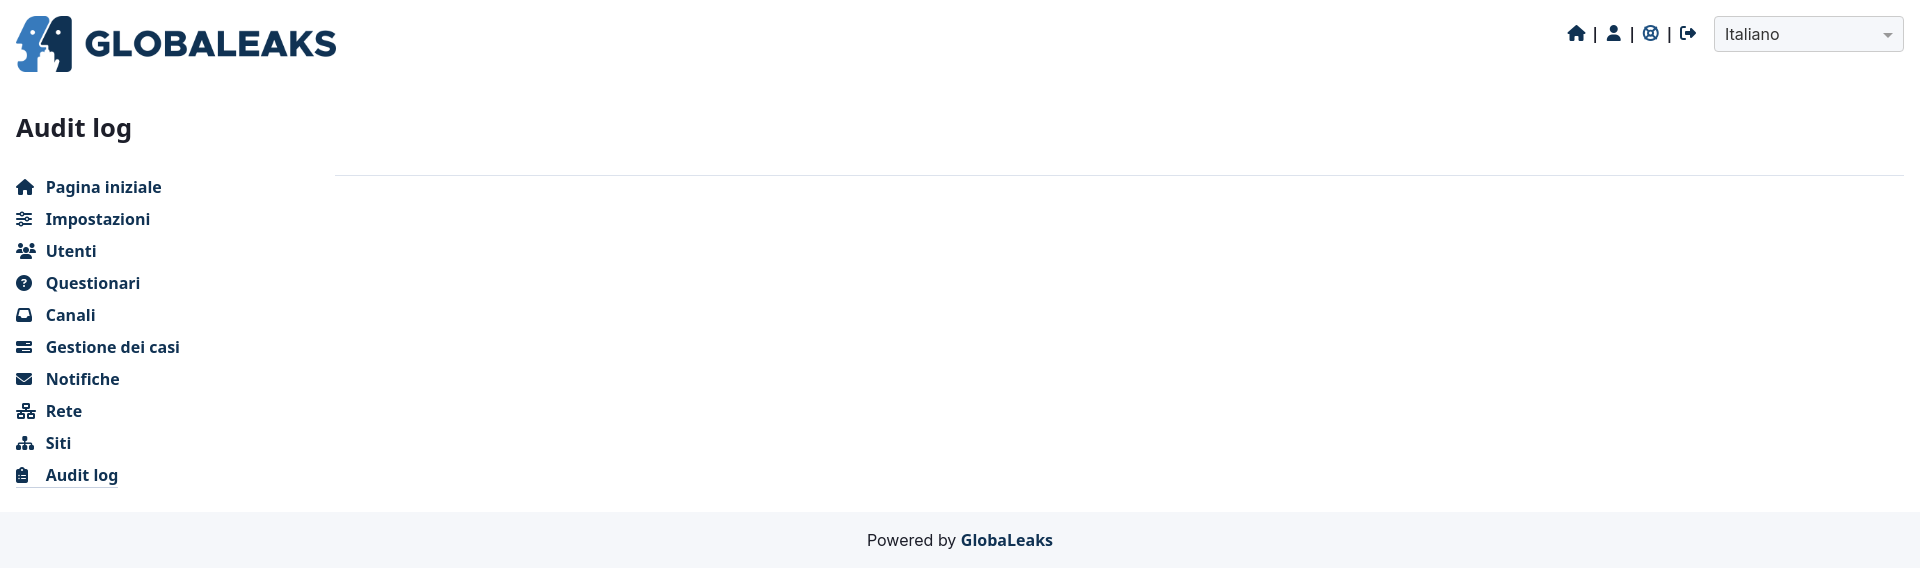 GLOBALEAKS
| | |
Italiano
Audit log
Pagina iniziale
Impostazioni
Utenti
Questionari
Canali
Gestione dei casi
Notifiche
Rete
Siti
Audit log
Powered by GlobaLeaks